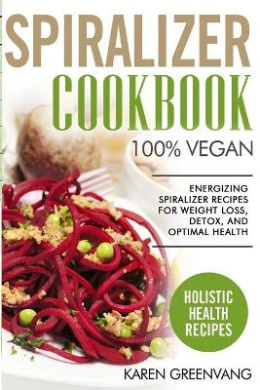 SPIRALIZER
COOKBOOK
100% VEGAN
ENERGIZING
SPIRALIZER RECIPES
FOR WEIGHT LOSS,
DETOX, AND
OPTIMAL HEALTH
HOLISTIC
HEALTH
RECIPES
KAREN GREENVANG